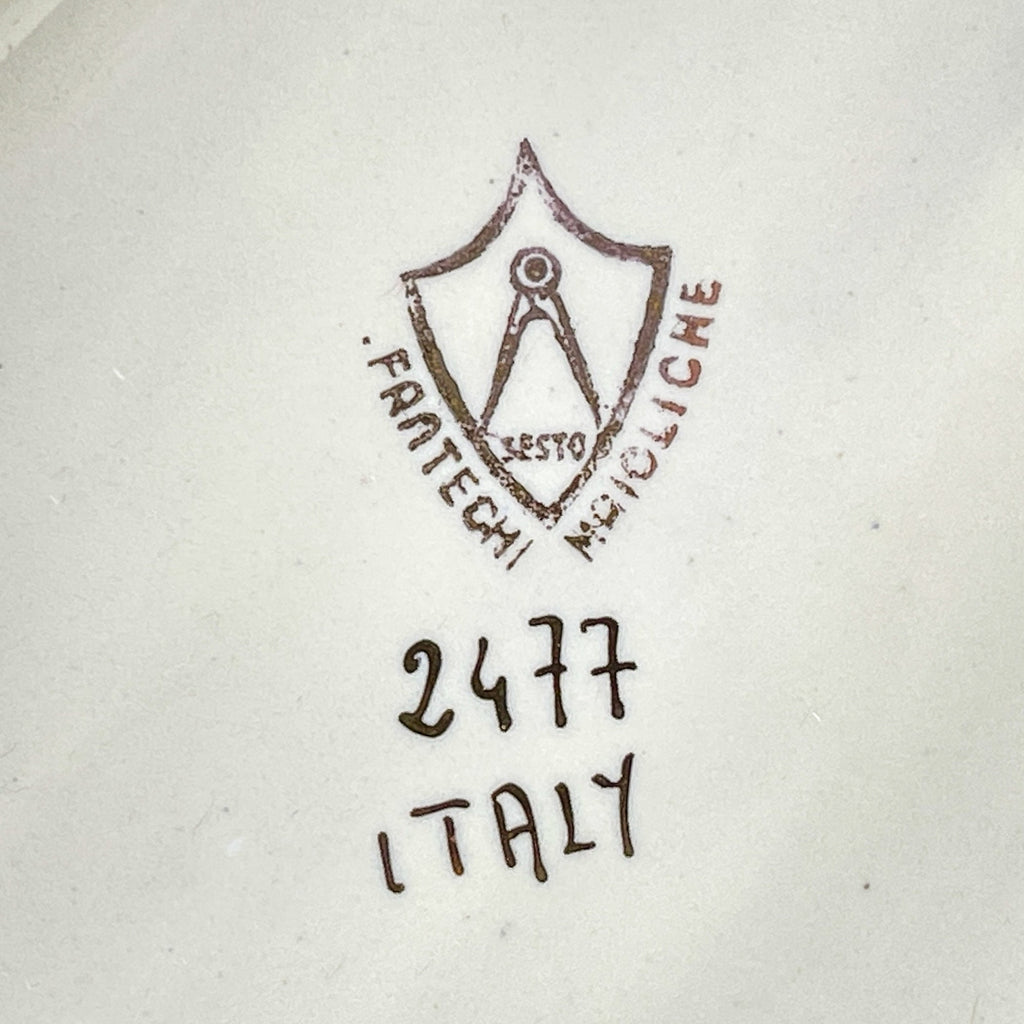 SESTO
FANTECHI MAIOLICHE
2477
ITALY